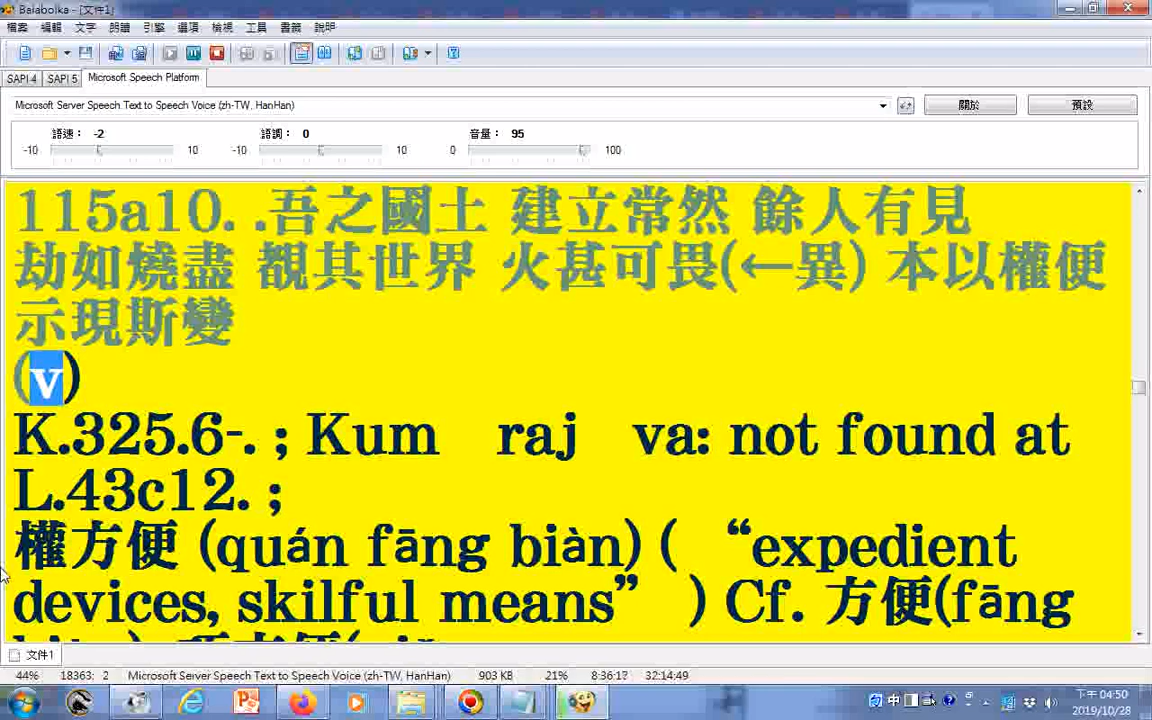 Balabolka - [文件1]
檔案 編輯 文字 朗讀 引擎 選項 檢視 工具 書籤 說明
SAPI 4 SAPI 5 Microsoft Speech Platform
Microsoft Server Speech Text to Speech Voice (zh-TW, HanHan) 關於 預設
語速： -2 語調： 0 音量： 95
-10 10 -10 10 0 100
115a10. .吾之國土 建立常然 餘人有見
劫如燒盡 覩其世界 火甚可畏(←異) 本以權便
示現斯變
(v)
K.325.6-. ; Kum raj va: not found at
L.43c12. ;
權方便 (quán fāng biàn) ( “expedient
devices, skilful means” ) Cf. 方便(fāng
文件1
44% 18363: 2 Microsoft Server Speech Text to Speech Voice (zh-TW, HanHan) 903 KB 21% 8:36:17 32:14:49
中 下午 04:50
2019/10/28